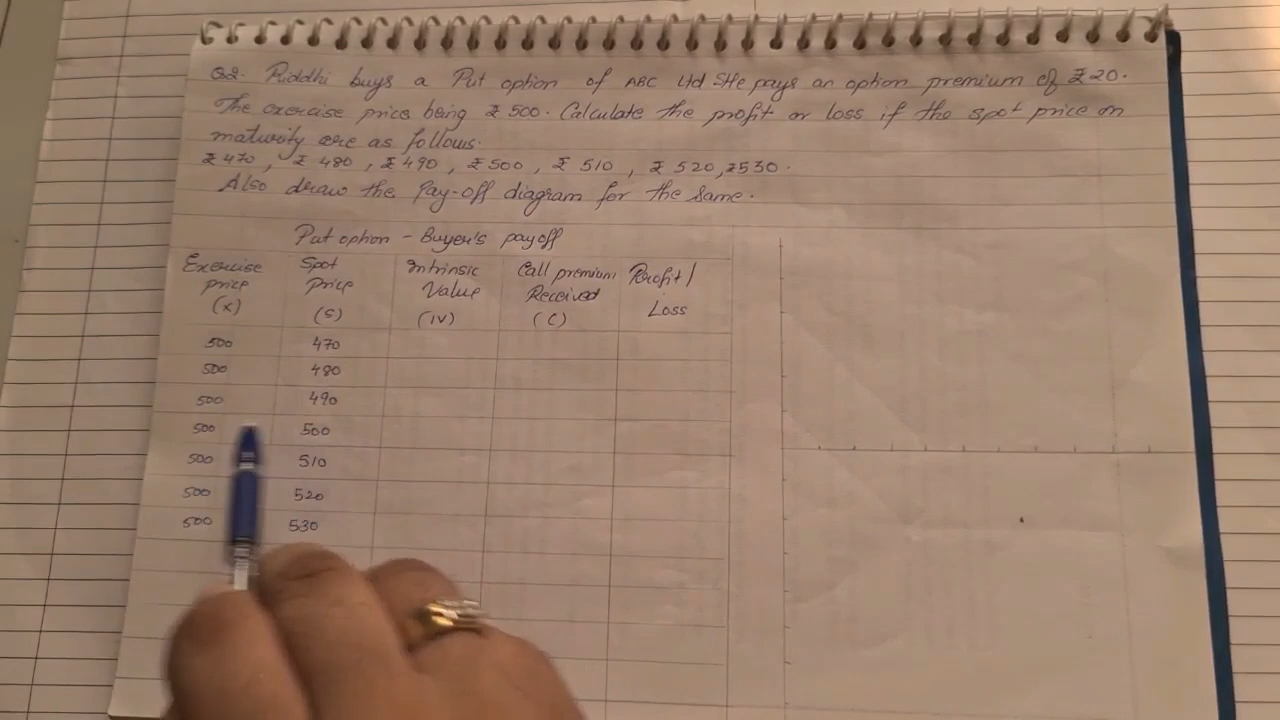 Q2. Riddhi buys a Put option of ABC Ltd SHe pays an option premium of ₹20.
The exercise price being ₹ 500. Calculate the profit or loss if the spot price on
maturity are as follows.
₹470, ₹ 480, ₹490, ₹500, ₹ 510, ₹ 520, ₹530.
Also draw the Pay-off diagram for the same.
Put option - Buyer's payoff
Exercise price (X) Spot Price (S) Intrinsic Value (IV) Call premium Received (C) Profit/ Loss
500 470
500 480
500 490
500 500
500 510
500 520
500 530